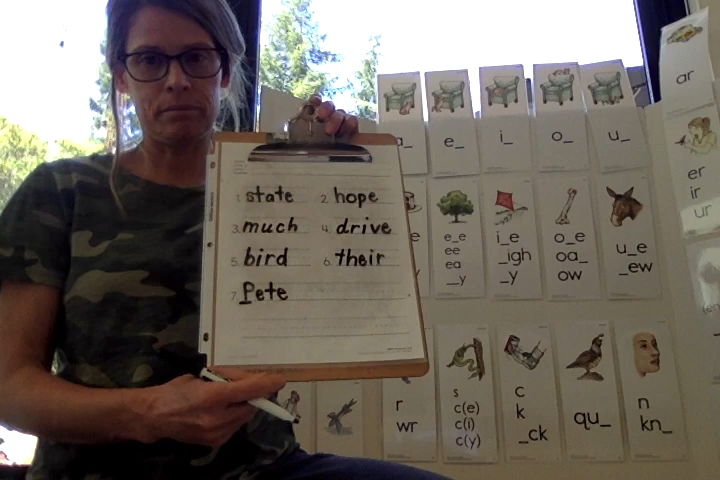 1. state 2. hope
3. much 4. drive
5. bird 6. their
7. Pete
a_
e_
i_
o_
u_
ar
er
ir
ur
e
e_e
ee
ea
_y
i_e
_igh
_y
o_e
oa_
ow
u_e
_ew
r
wr
s
c(e)
c(i)
c(y)
c
k
_ck
qu_
n
kn_